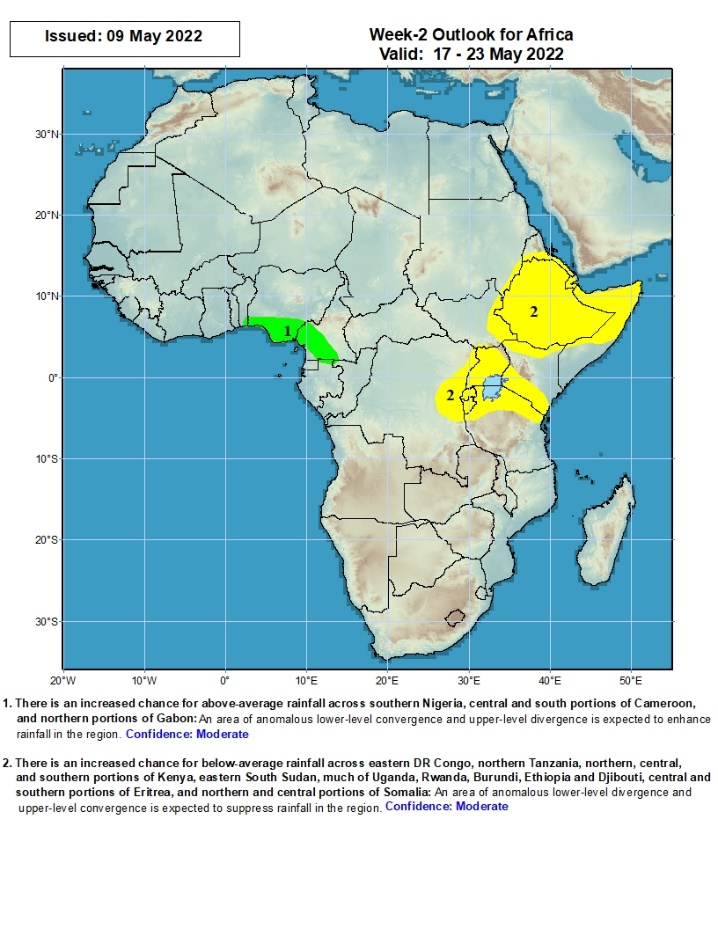 Issued: 09 May 2022
Week-2 Outlook for Africa
Valid: 17 - 23 May 2022
30°N
20°N
10°N
0°
10°S
20°S
30°S
1
2
2
20°W
10°W
0°
10°E
20°E
30°E
40°E
50°E
1. There is an increased chance for above-average rainfall across southern Nigeria, central and south portions of Cameroon,
and northern portions of Gabon: An area of anomalous lower-level convergence and upper-level divergence is expected to enhance
rainfall in the region. Confidence: Moderate
2. There is an increased chance for below-average rainfall across eastern DR Congo, northern Tanzania, northern, central,
and southern portions of Kenya, eastern South Sudan, much of Uganda, Rwanda, Burundi, Ethiopia and Djibouti, central and
southern portions of Eritrea, and northern and central portions of Somalia: An area of anomalous lower-level divergence and
upper-level convergence is expected to suppress rainfall in the region. Confidence: Moderate